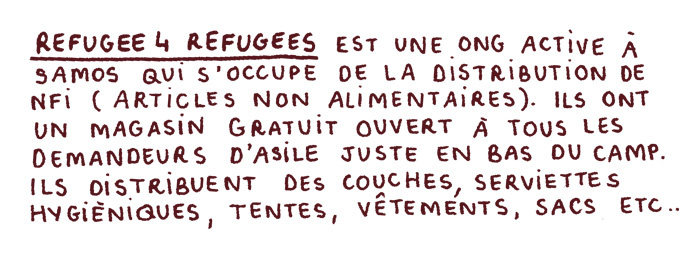 REFUGEE 4 REFUGEES EST UNE ONG ACTIVE À
SAMOS QUI S'OCCUPE DE LA DISTRIBUTION DE
NFI (ARTICLES NON ALIMENTAIRES). ILS ONT
UN MAGASIN GRATUIT OUVERT À TOUS LES
DEMANDEURS D'ASILE JUSTE EN BAS DU CAMP.
ILS DISTRIBUENT DES COUCHES, SERVIETTES
HYGIÈNIQUES, TENTES, VÊTEMENTS, SACS ETC..